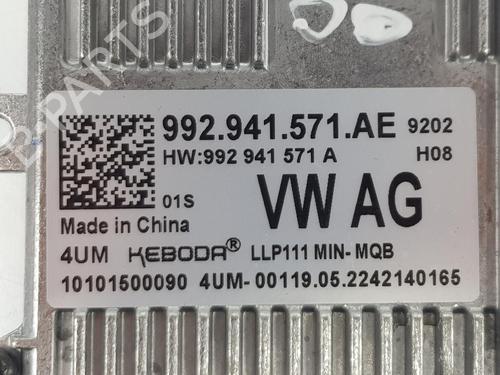 B-PARTS
992.941.571.AE 9202
HW:992 941 571 A H08
01S VW AG
Made in China
4UM KEBODA® LLP111 MIN-MQB
10101500090 4UM-00119.05.2242140165